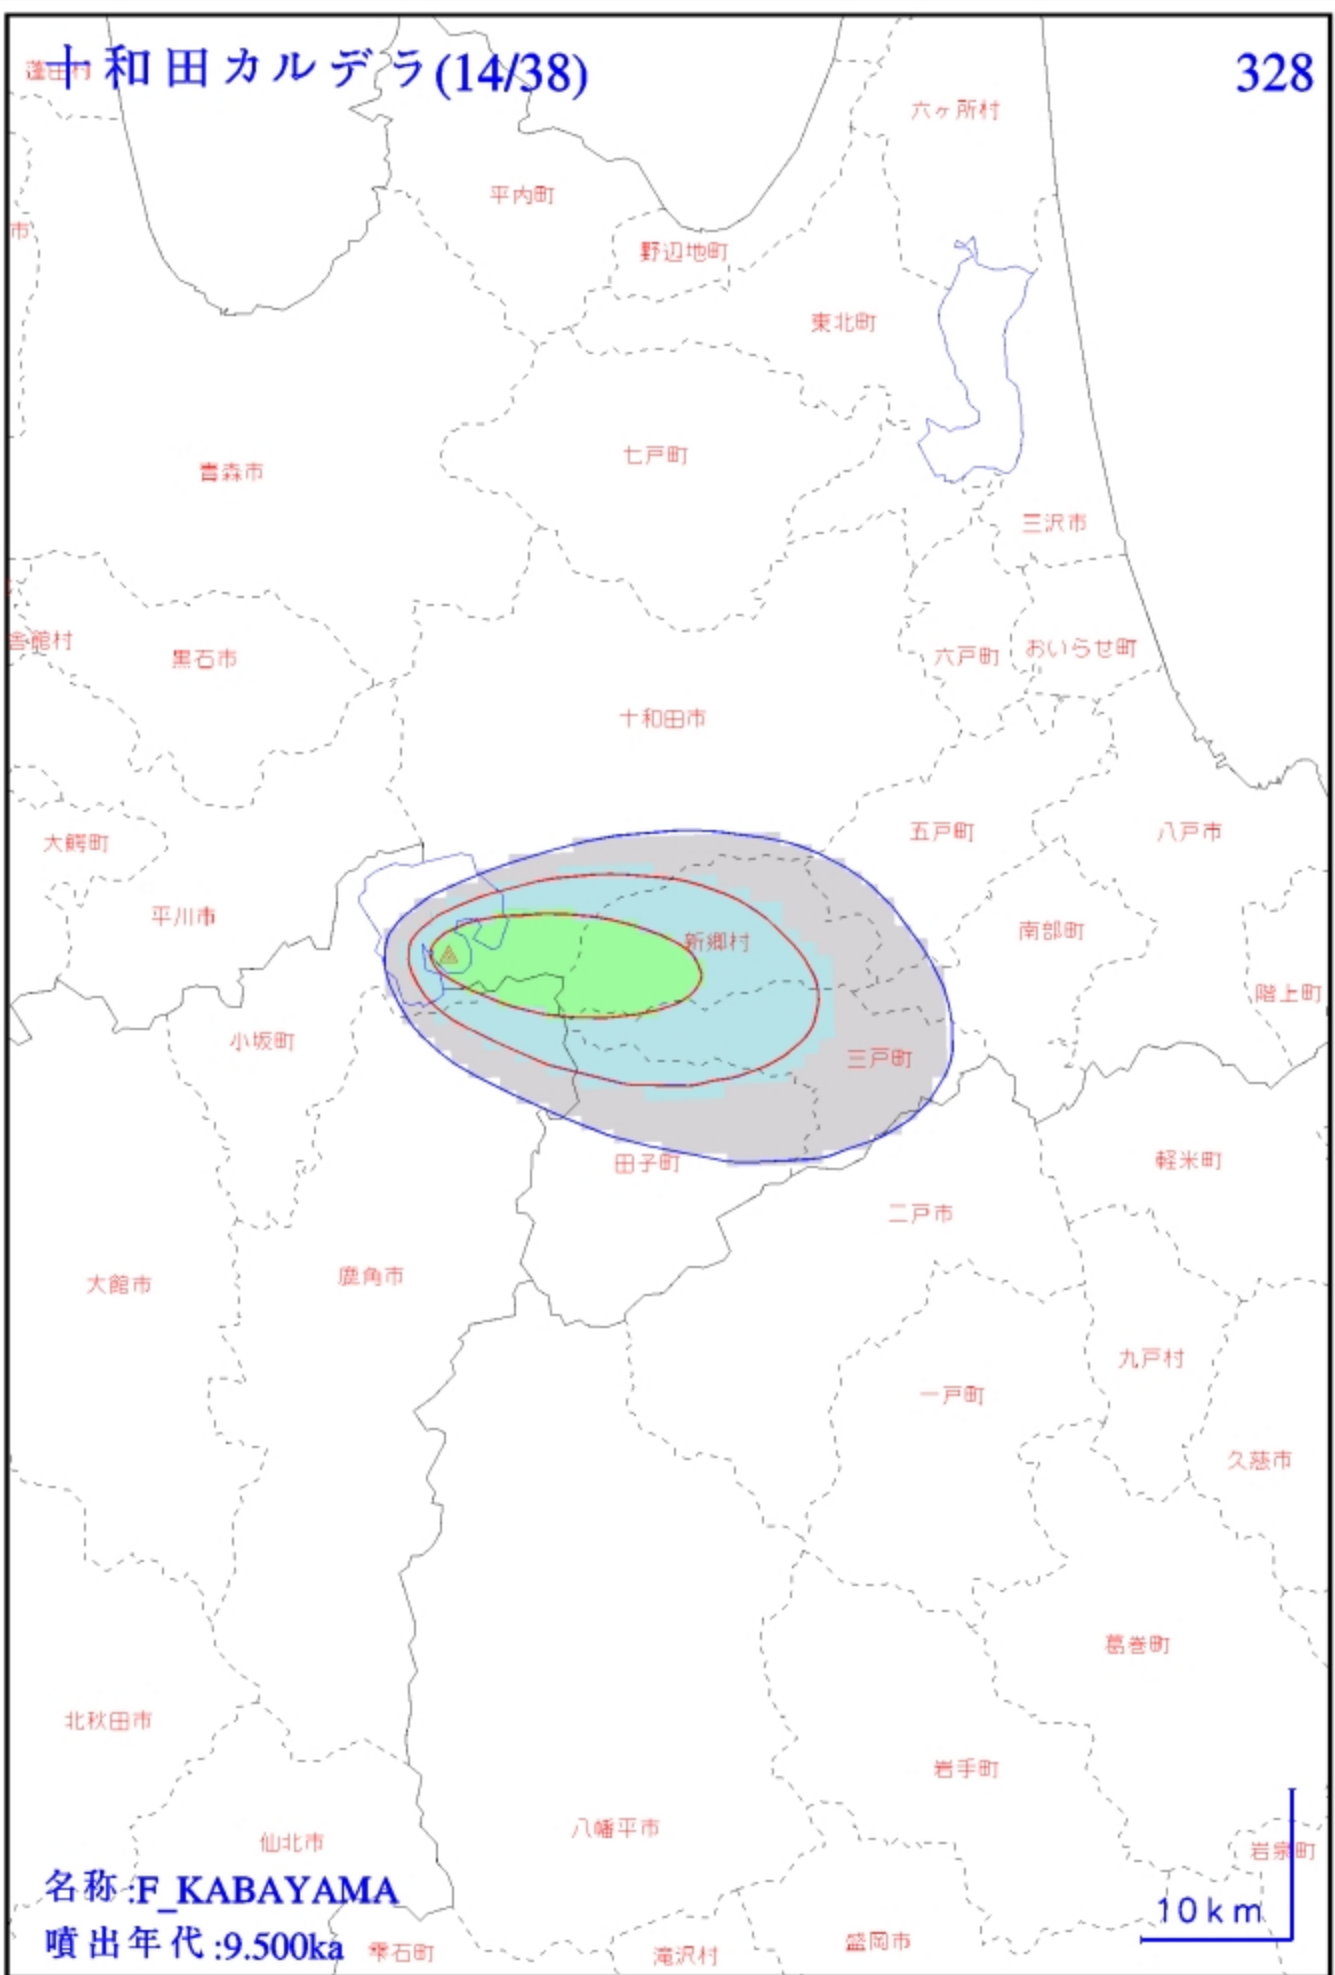 十和田カルデラ(14/38)
328
蓬田村
六ヶ所村
平内町
市
野辺地町
東北町
七戸町
青森市
三沢市
舎館村
黒石市
六戸町
おいらせ町
十和田市
大鰐町
五戸町
八戸市
平川市
新郷村
南部町
階上町
小坂町
三戸町
田子町
軽米町
二戸市
大館市
鹿角市
九戸村
一戸町
久慈市
葛巻町
北秋田市
岩手町
仙北市
八幡平市
岩泉町
名称:F_KABAYAMA
10km
噴出年代:9.500ka
雫石町
滝沢村
盛岡市